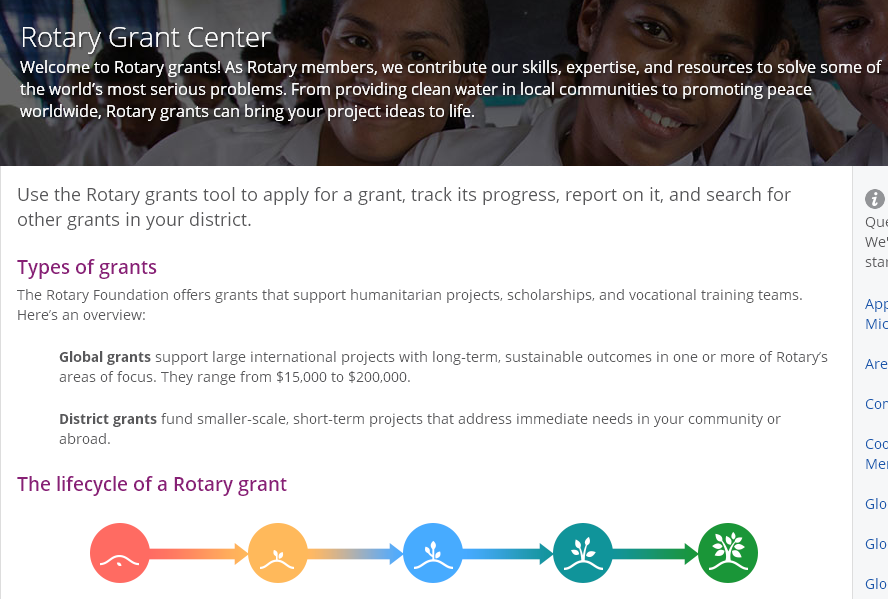 Rotary Grant Center
Welcome to Rotary grants! As Rotary members, we contribute our skills, expertise, and resources to solve some of
the world's most serious problems. From providing clean water in local communities to promoting peace
worldwide, Rotary grants can bring your project ideas to life.
Use the Rotary grants tool to apply for a grant, track its progress, report on it, and search for
other grants in your district.
Types of grants
The Rotary Foundation offers grants that support humanitarian projects, scholarships, and vocational training teams.
Here's an overview:
Global grants support large international projects with long-term, sustainable outcomes in one or more of Rotary's
areas of focus. They range from $15,000 to $200,000.
District grants fund smaller-scale, short-term projects that address immediate needs in your community or
abroad.
The lifecycle of a Rotary grant
i
Que
We'
star
App
Mic
Are
Con
Coo
Mer
Glo
Glo
Glo